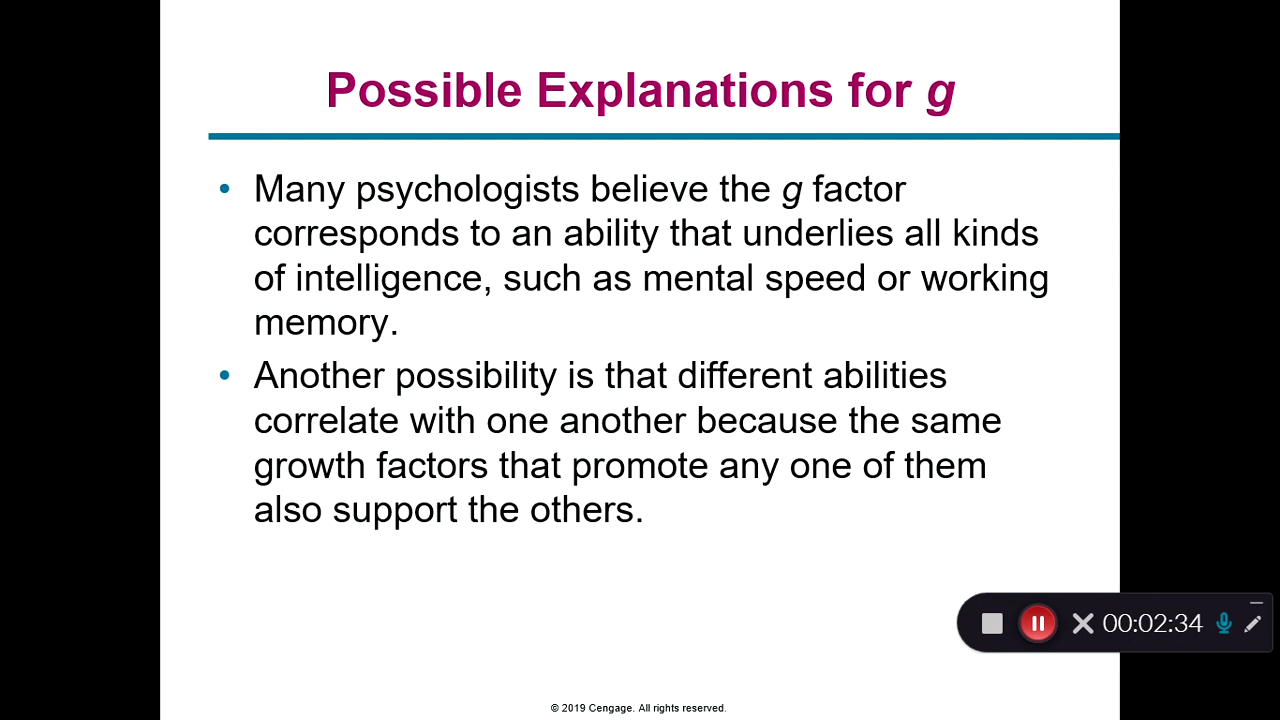 Possible Explanations for g
• Many psychologists believe the g factor
corresponds to an ability that underlies all kinds
of intelligence, such as mental speed or working
memory.
• Another possibility is that different abilities
correlate with one another because the same
growth factors that promote any one of them
also support the others.
00:02:34
© 2019 Cengage. All rights reserved.